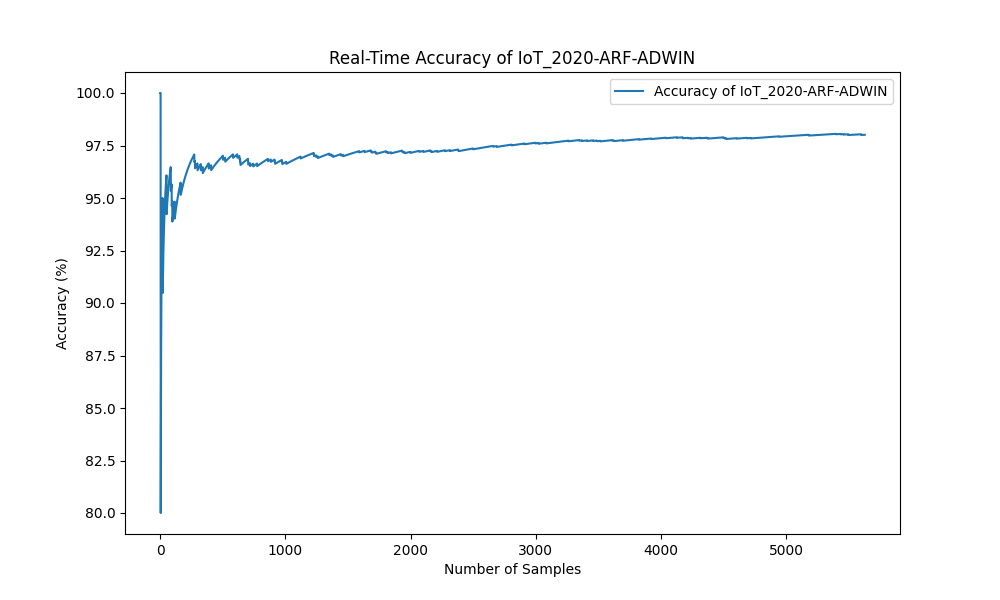 Real-Time Accuracy of IoT_2020-ARF-ADWIN
Accuracy of IoT_2020-ARF-ADWIN
100.0
97.5
95.0
92.5
90.0
87.5
85.0
82.5
80.0
Accuracy (%)
0 1000 2000 3000 4000 5000
Number of Samples